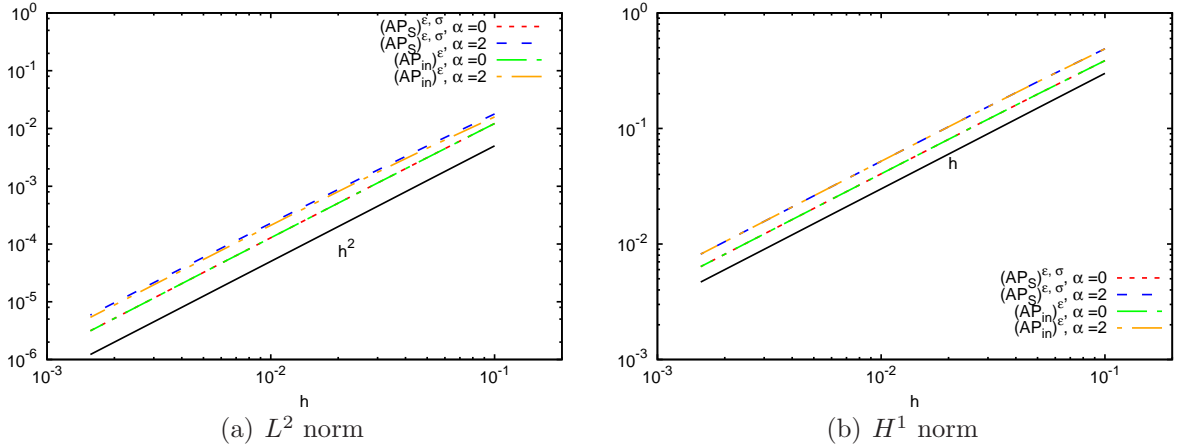 10^0
10^-1
10^-2
10^-3
10^-4
10^-5
10^-6
10^-3
10^-2
10^-1
h
(AP_S)^ε, σ, α =0
(AP_S)^ε, σ, α =2
(AP_in)^ε, α =0
(AP_in)^ε, α =2
h^2
(a) L^2 norm
10^0
10^-1
10^-2
10^-3
10^-3
10^-2
10^-1
h
h
(AP_S)^ε, σ, α =0
(AP_S)^ε, σ, α =2
(AP_in)^ε, α =0
(AP_in)^ε, α =2
(b) H^1 norm